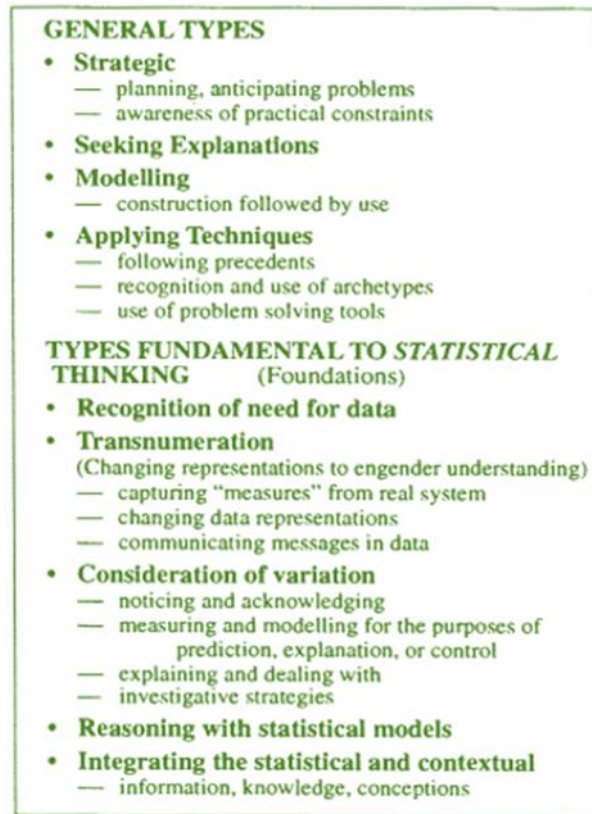 GENERAL TYPES
• Strategic
— planning, anticipating problems
— awareness of practical constraints
• Seeking Explanations
• Modelling
— construction followed by use
• Applying Techniques
— following precedents
— recognition and use of archetypes
— use of problem solving tools
TYPES FUNDAMENTAL TO STATISTICAL
THINKING (Foundations)
• Recognition of need for data
• Transnumeration
(Changing representations to engender understanding)
— capturing “measures” from real system
— changing data representations
— communicating messages in data
• Consideration of variation
— noticing and acknowledging
— measuring and modelling for the purposes of
prediction, explanation, or control
— explaining and dealing with
— investigative strategies
• Reasoning with statistical models
• Integrating the statistical and contextual
— information, knowledge, conceptions